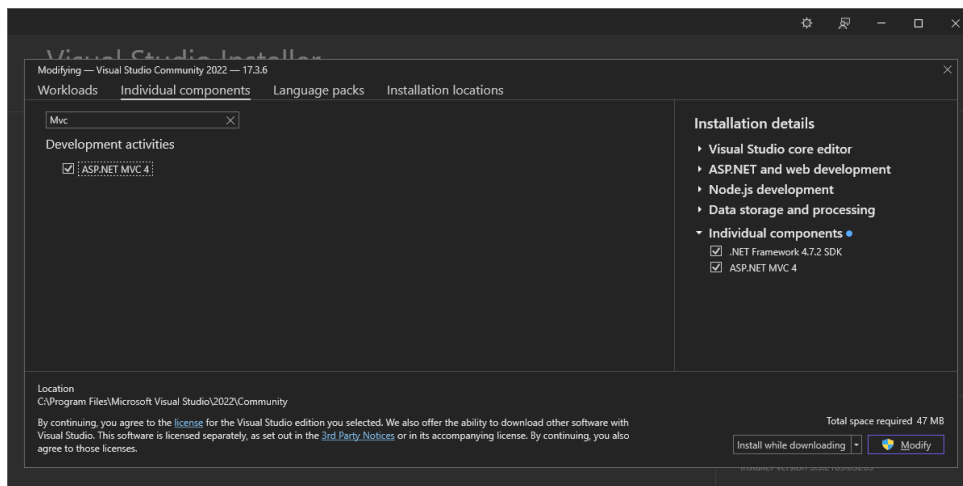 Visual Studio Installer
Modifying — Visual Studio Community 2022 — 17.3.6
Workloads Individual components Language packs Installation locations
Mvc
Development activities
ASP.NET MVC 4
Installation details
Visual Studio core editor
ASP.NET and web development
Node.js development
Data storage and processing
Individual components
.NET Framework 4.7.2 SDK
ASP.NET MVC 4
Location
C:\Program Files\Microsoft Visual Studio\2022\Community
By continuing, you agree to the license for the Visual Studio edition you selected. We also offer the ability to download other software with
Visual Studio. This software is licensed separately, as set out in the 3rd Party Notices or in its accompanying license. By continuing, you also
agree to those licenses.
Total space required 47 MB
Install while downloading
Modify